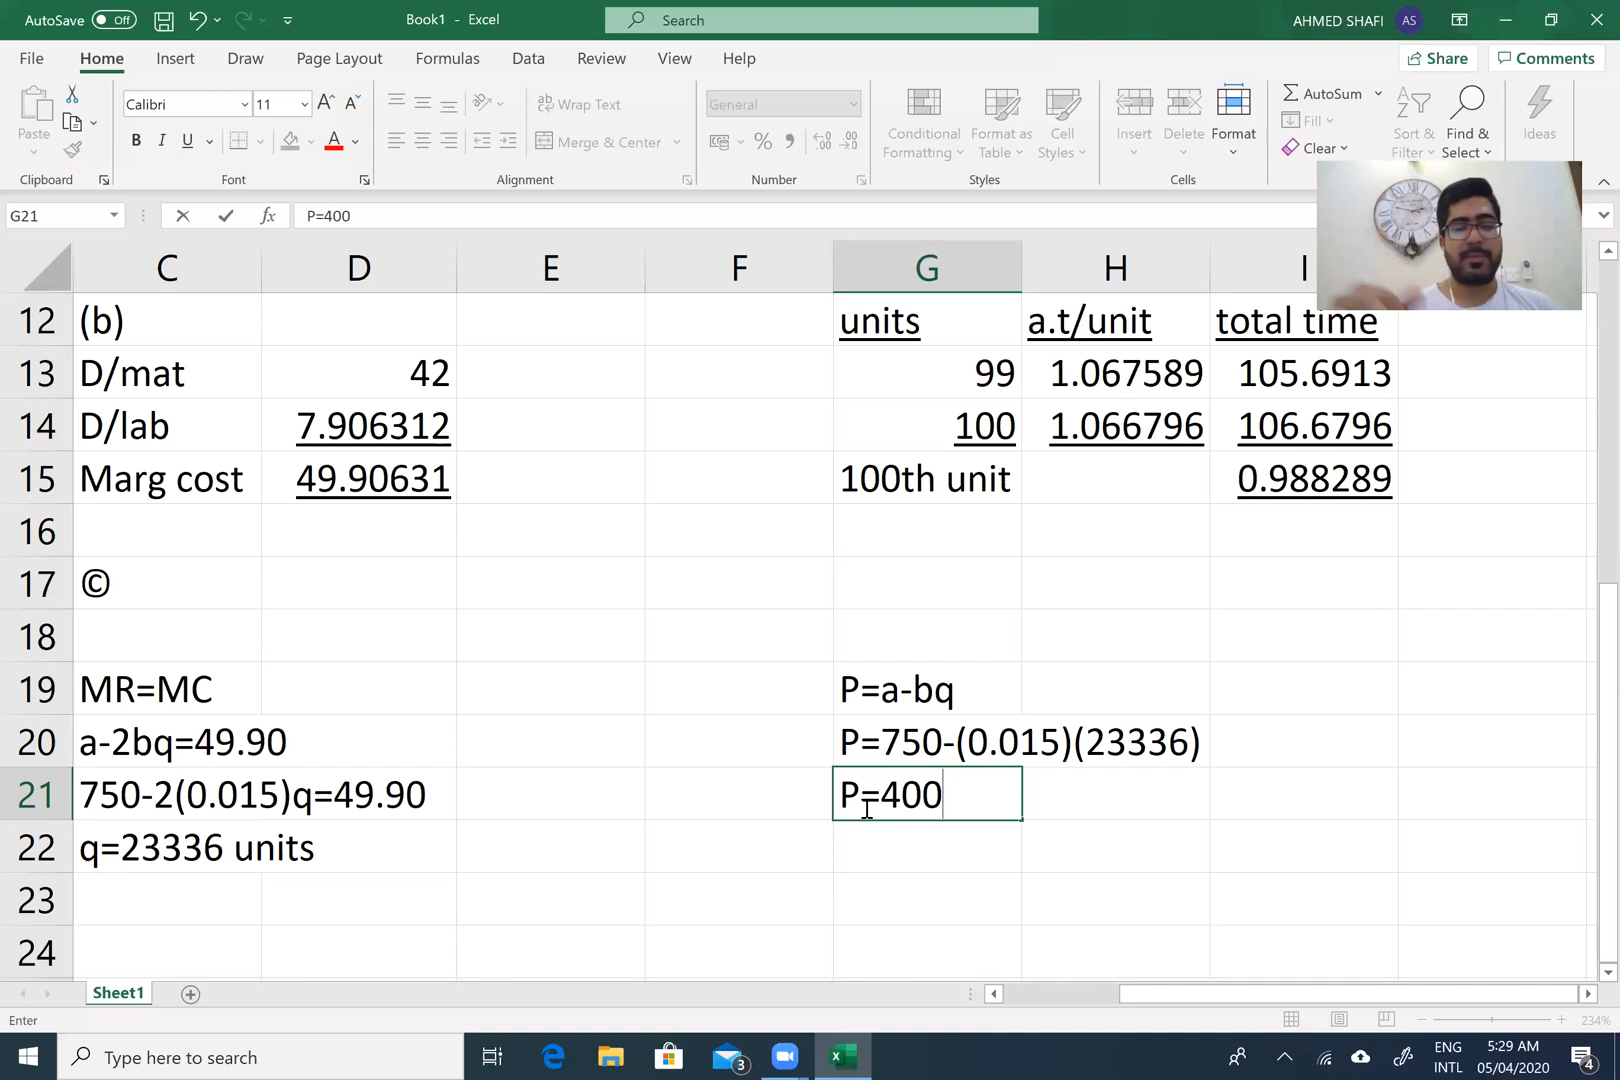 AutoSave Off Book1 - Excel Search AHMED SHAFI AS
File Home Insert Draw Page Layout Formulas Data Review View Help Share Comments
Paste Calibri 11 B I U A Wrap Text Merge & Center General % Conditional Formatting Format as Table Cell Styles Insert Delete Format AutoSum Fill Clear Sort & Filter Find & Select Ideas
Clipboard Font Alignment Number Styles Cells
G21 fx P=400
C D E F G H I
12 (b) units a.t/unit total time
13 D/mat 42 99 1.067589 105.6913
14 D/lab 7.906312 100 1.066796 106.6796
15 Marg cost 49.90631 100th unit 0.988289
16
17 ©
18
19 MR=MC P=a-bq
20 a-2bq=49.90 P=750-(0.015)(23336)
21 750-2(0.015)q=49.90 P=400
22 q=23336 units
23
24
Sheet1
Enter 234%
Type here to search 3 ENG INTL 5:29 AM 05/04/2020 4